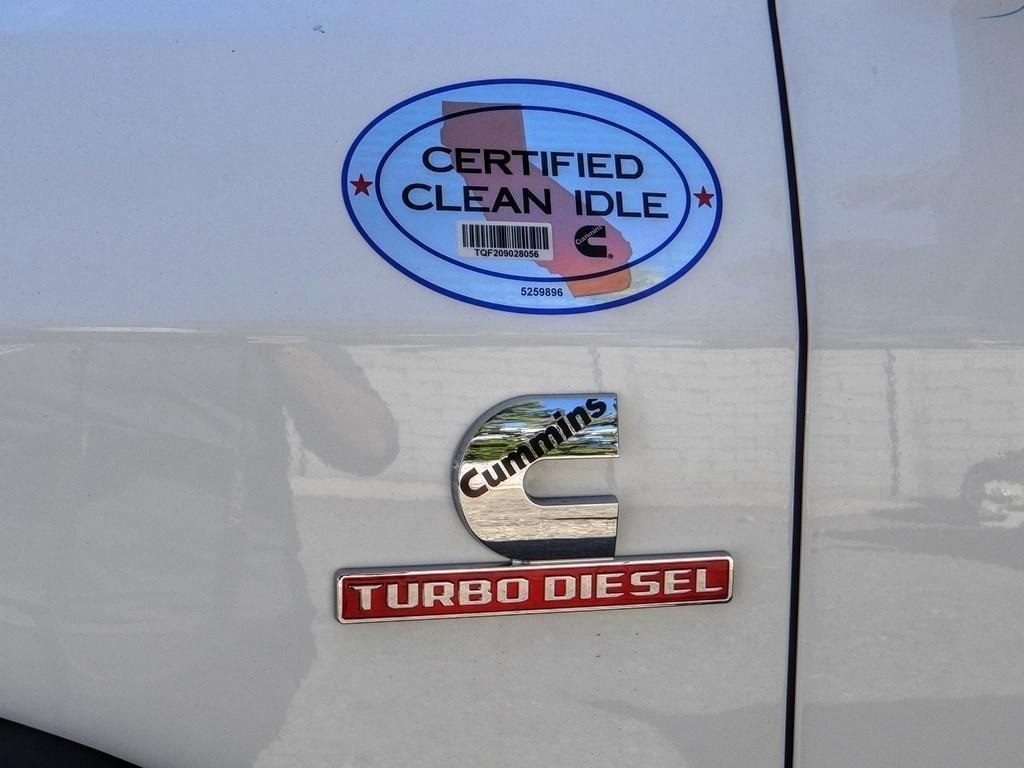 CERTIFIED
CLEAN IDLE
Cummins
TQF209028056
5259896
Cummins
TURBO DIESEL